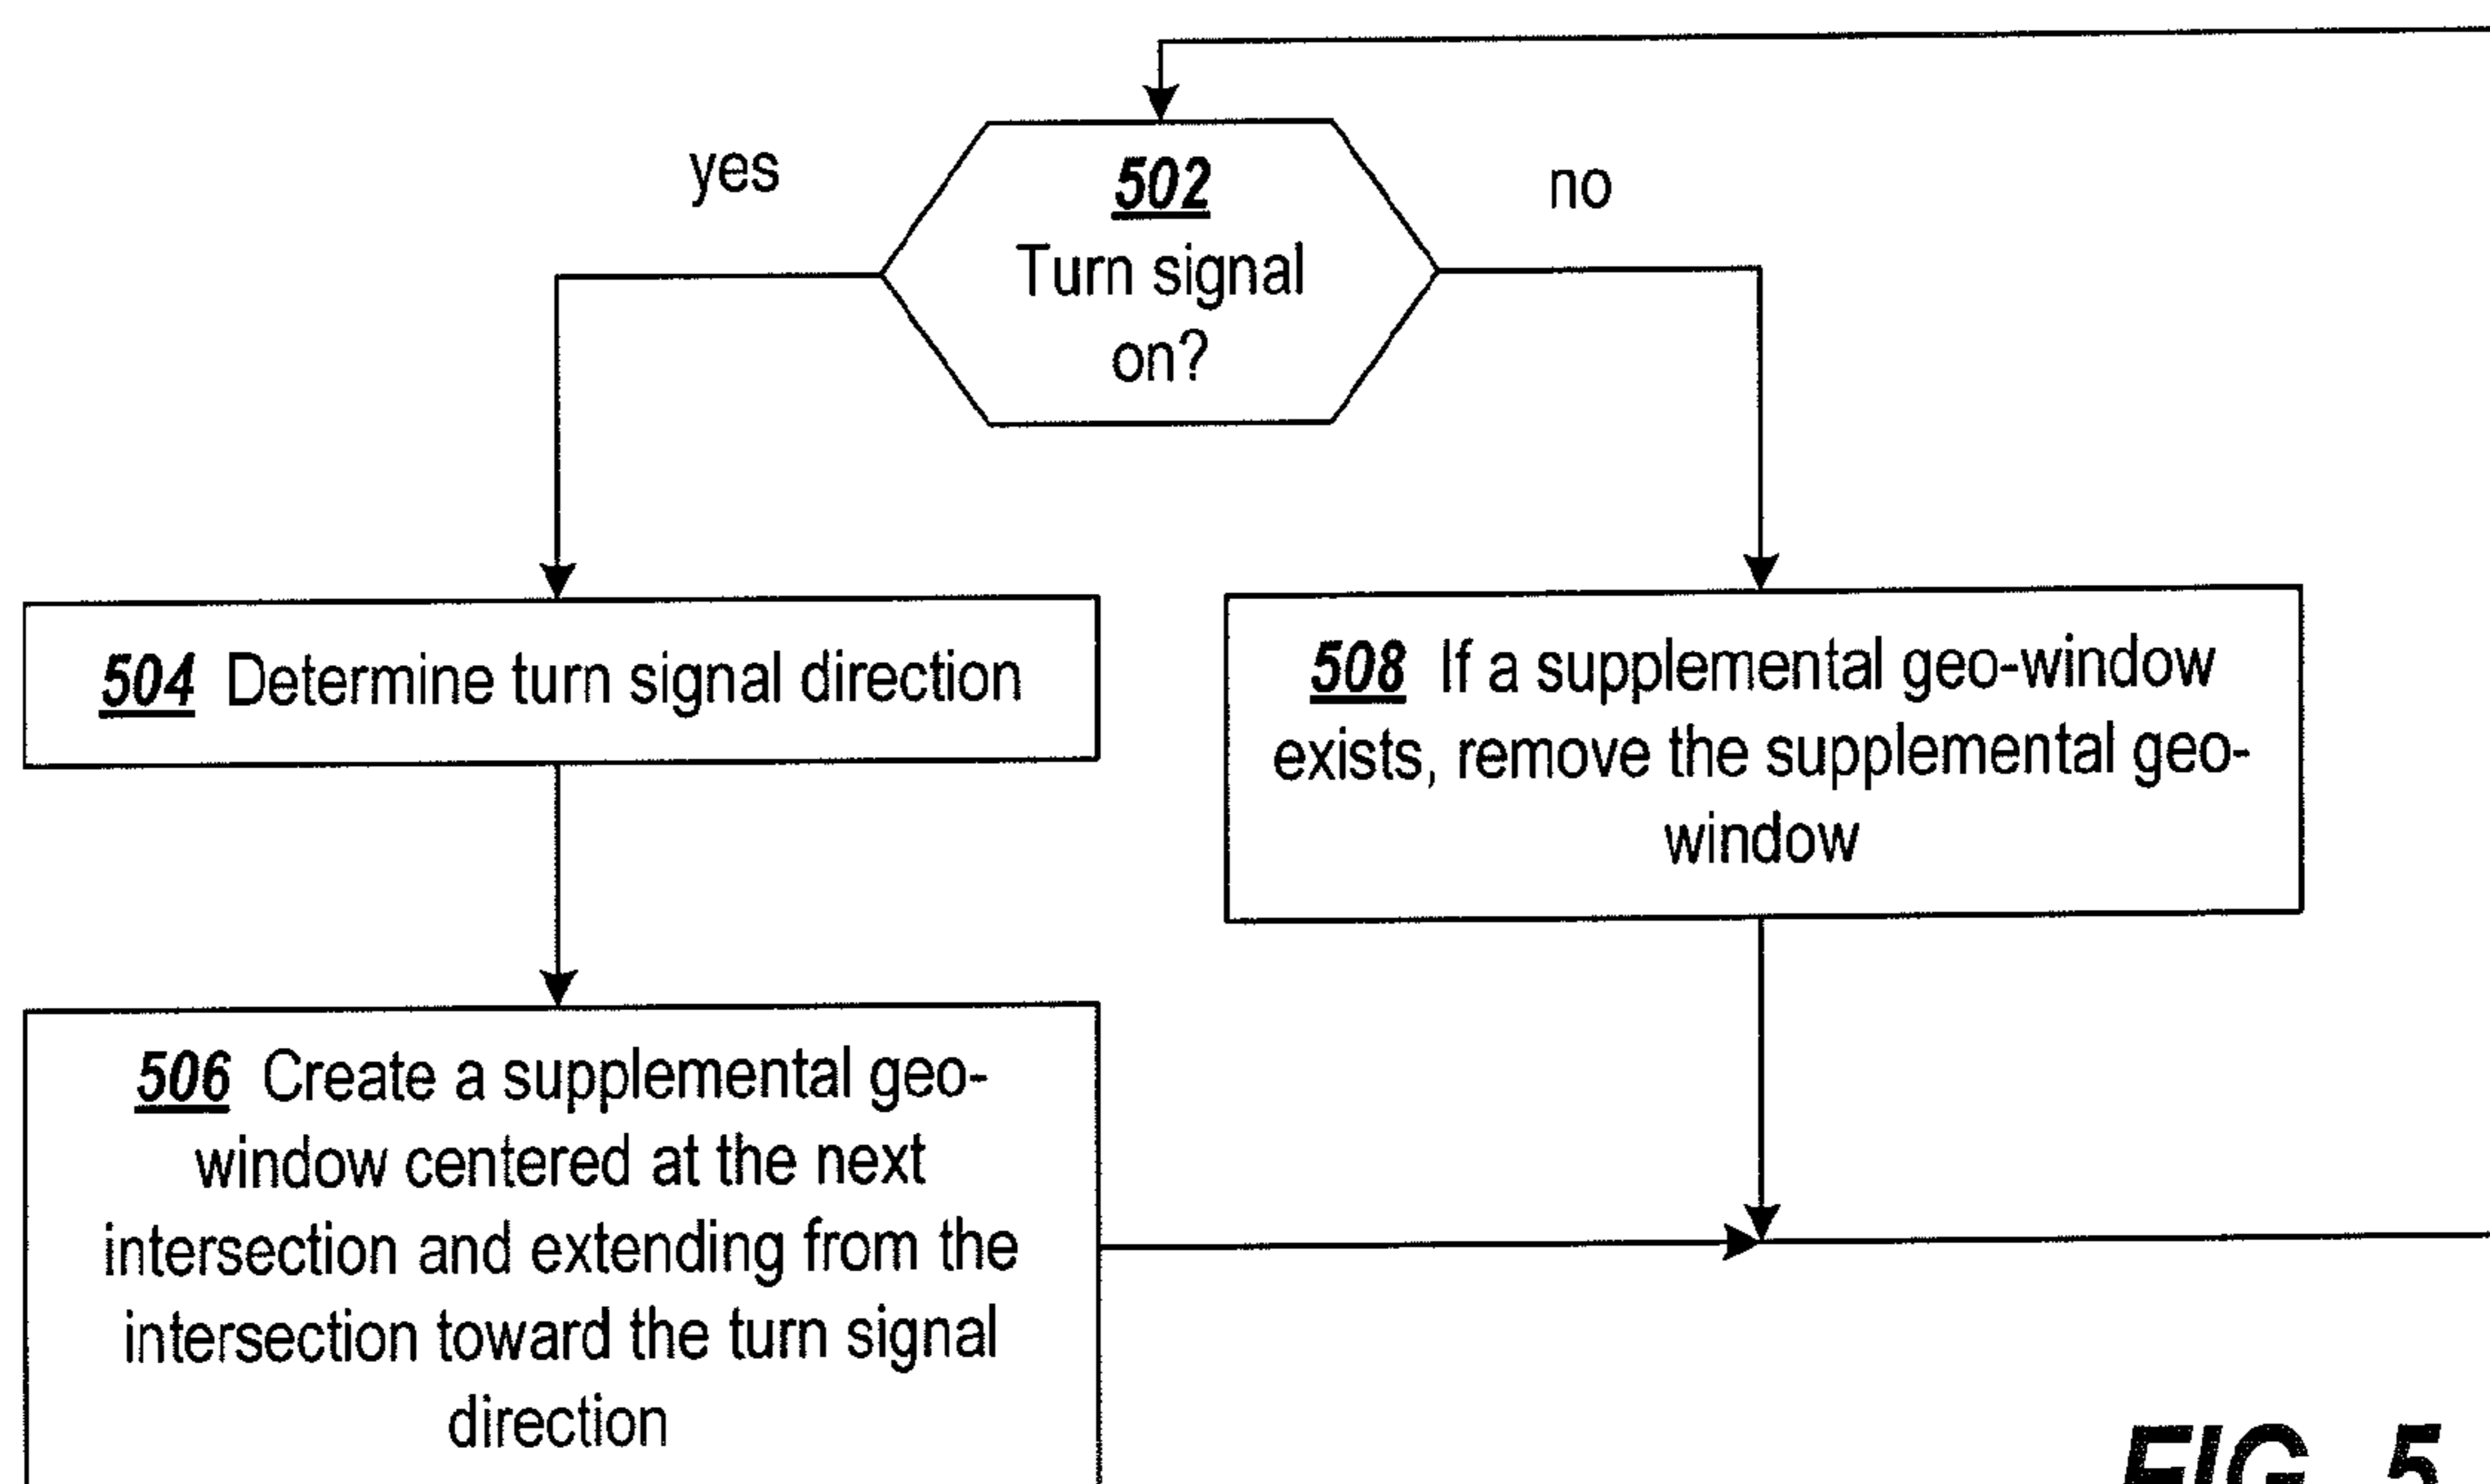 yes
502
no
Turn signal
on?
504 Determine turn signal direction
508 If a supplemental geo-window
exists, remove the supplemental geo-
window
506 Create a supplemental geo-
window centered at the next
intersection and extending from the
intersection toward the turn signal
direction
FIG. 5